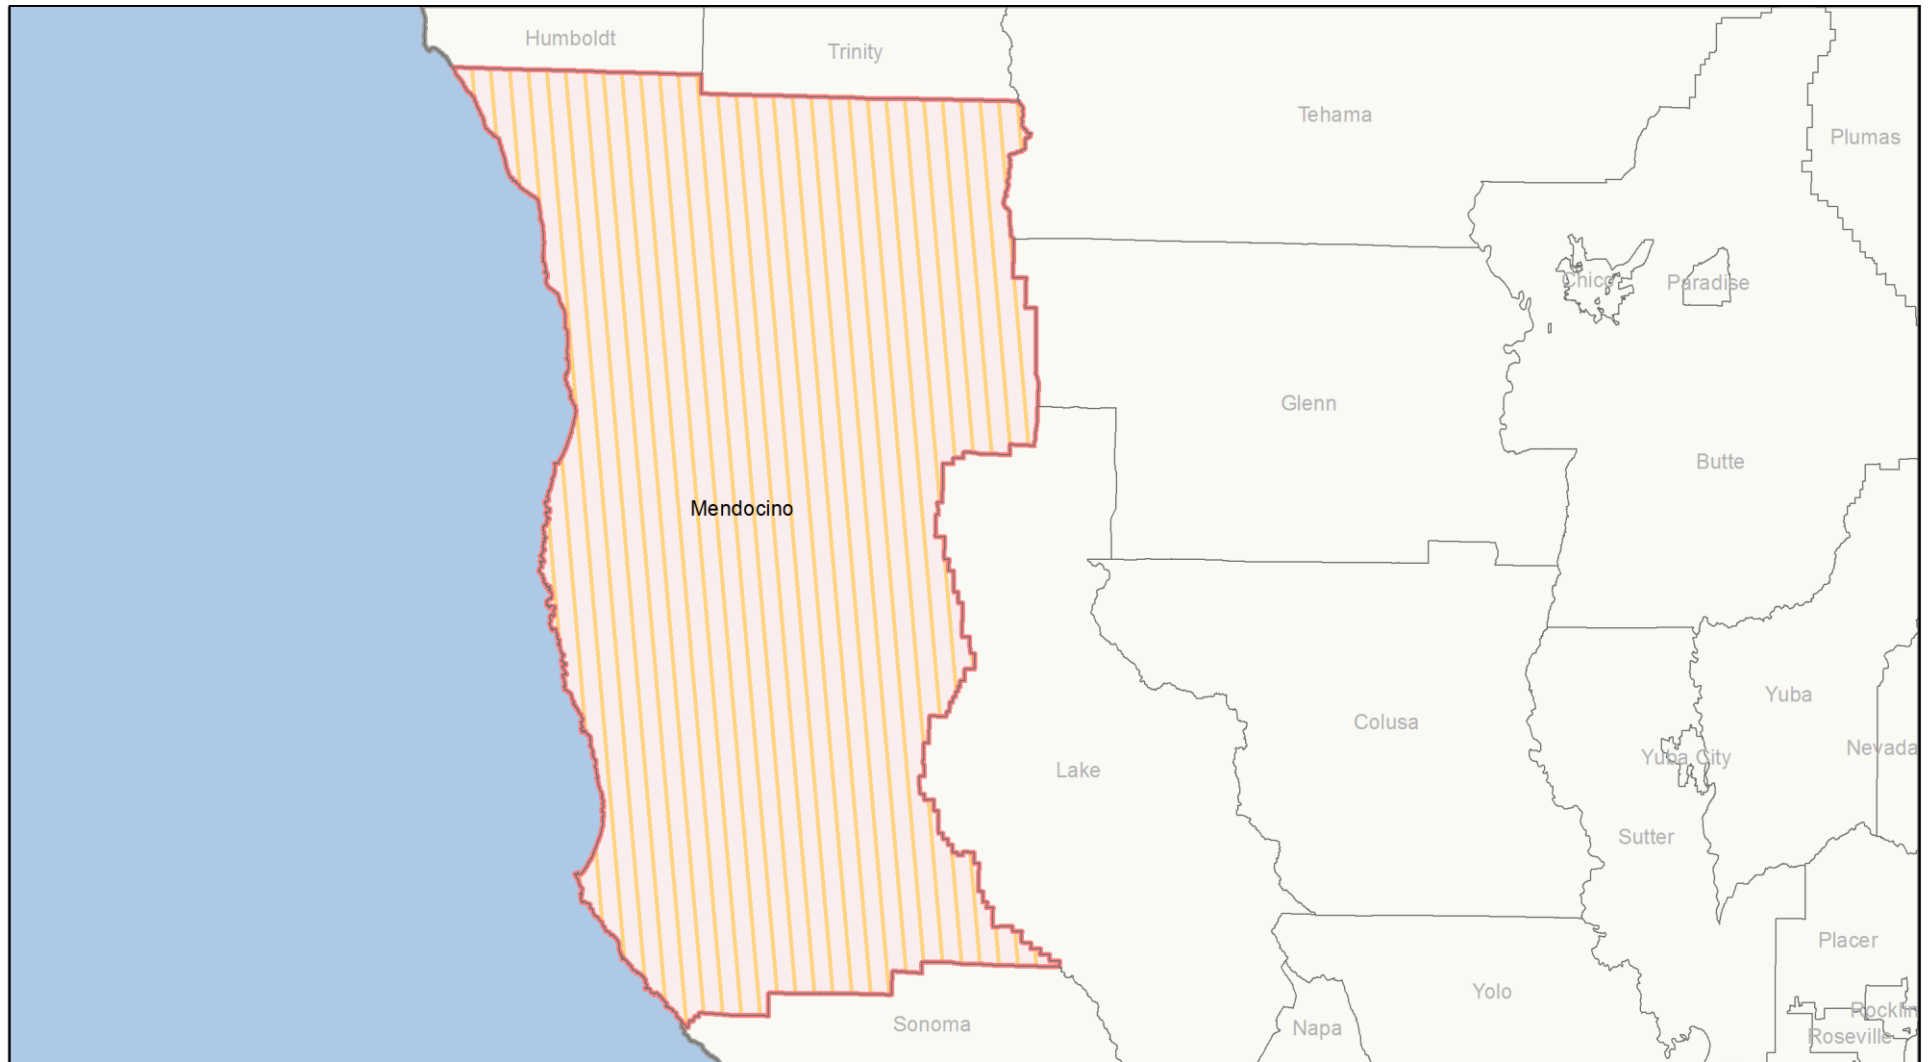 Humboldt
Trinity
Tehama
Plumas
Chico
Paradise
Glenn
Butte
Mendocino
Yuba
Colusa
Nevada
Yuba City
Lake
Sutter
Placer
Yolo
Rocklin
Sonoma
Napa
Roseville